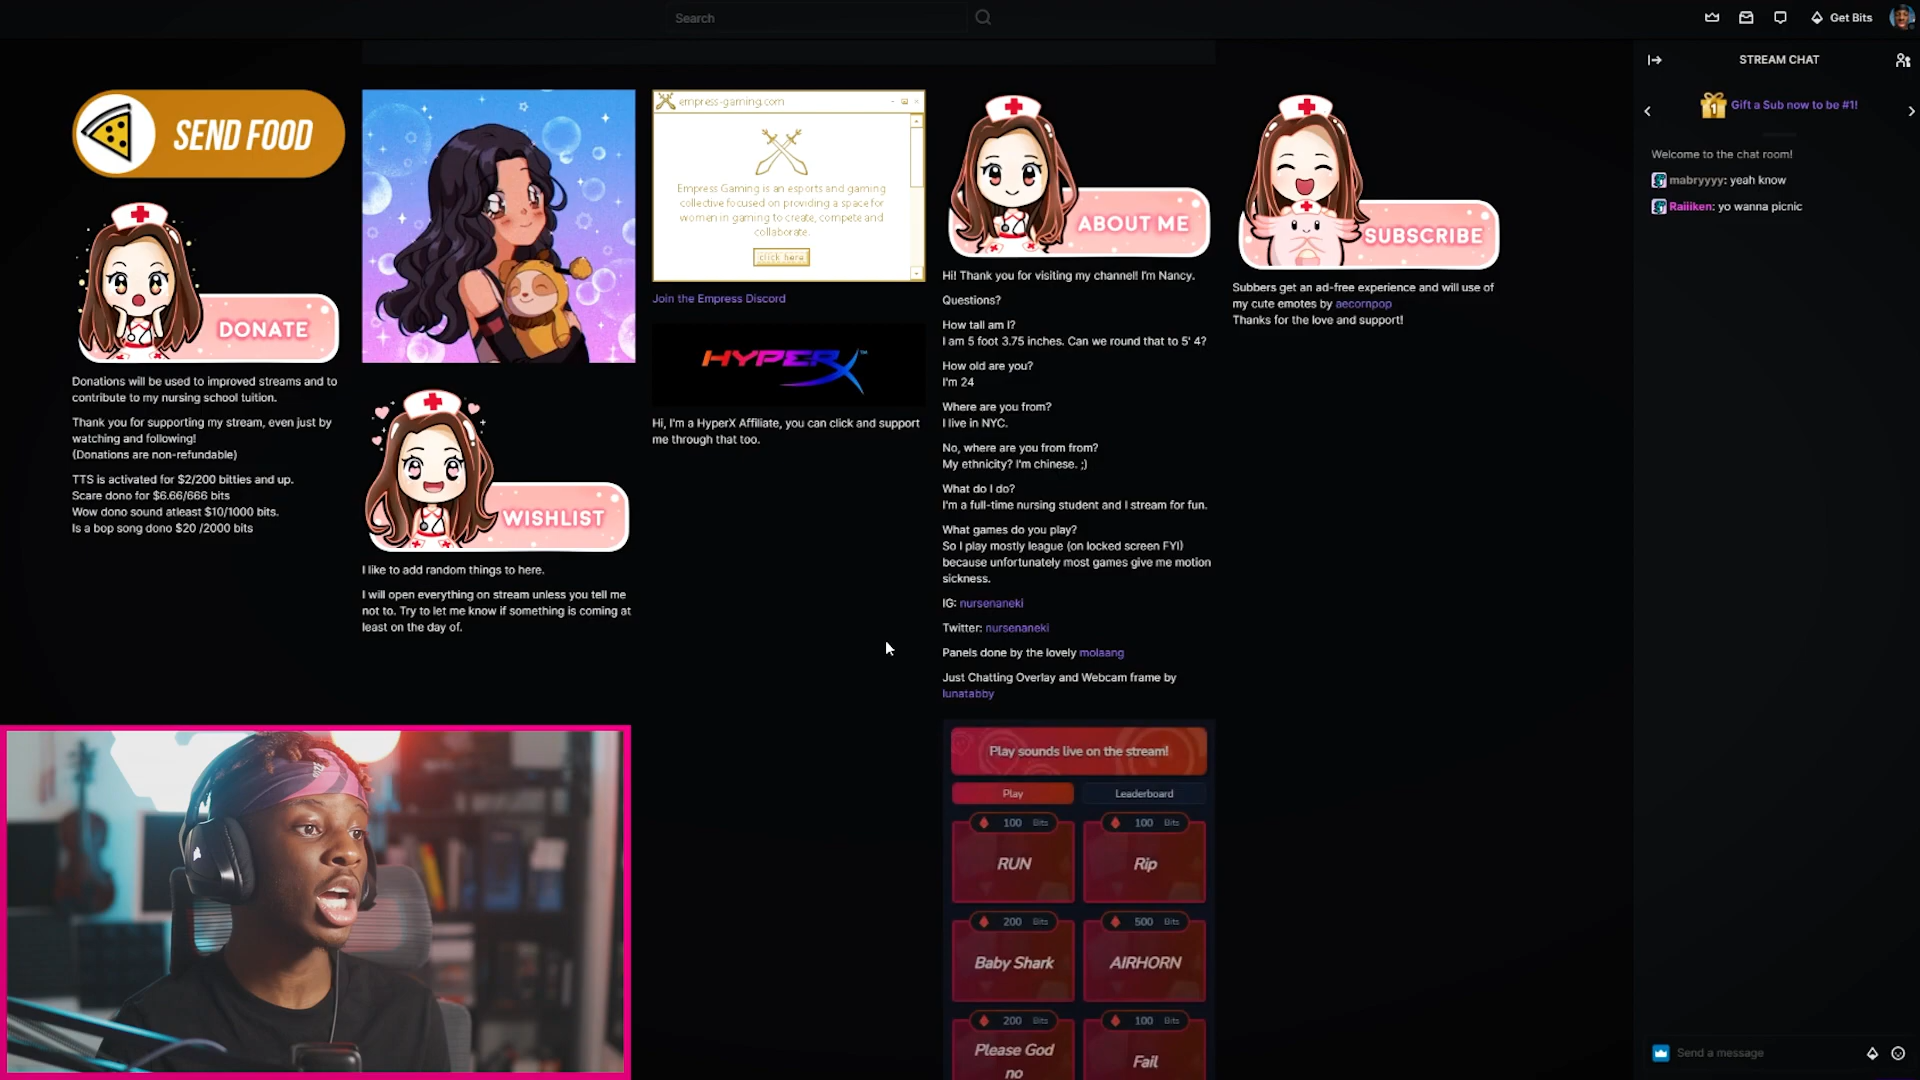 Search
Get Bits
SEND FOOD
DONATE
Donations will be used to improved streams and to
contribute to my nursing school tuition.
Thank you for supporting my stream, even just by
watching and following!
(Donations are non-refundable)
TTS is activated for $2/200 bitties and up.
Scare dono for $6.66/666 bits
Wow dono sound atleast $10/1000 bits.
Is a bop song dono $20 /2000 bits
WISHLIST
I like to add random things to here.
I will open everything on stream unless you tell me
not to. Try to let me know if something is coming at
least on the day of.
empress-gaming.com
Empress Gaming is an esports and gaming
collective focused on providing a space for
women in gaming to create, compete and
collaborate.
click here
Join the Empress Discord
HYPERX
Hi, I'm a HyperX Affiliate, you can click and support
me through that too.
ABOUT ME
Hi! Thank you for visiting my channel! I'm Nancy.
Questions?
How tall am I?
I am 5 foot 3.75 inches. Can we round that to 5' 4?
How old are you?
I'm 24
Where are you from?
I live in NYC.
No, where are you from from?
My ethnicity? I'm chinese. ;)
What do I do?
I'm a full-time nursing student and I stream for fun.
What games do you play?
So I play mostly league (on locked screen FYI)
because unfortunately most games give me motion
sickness.
IG: nursenaneki
Twitter: nursenaneki
Panels done by the lovely molaang
Just Chatting Overlay and Webcam frame by
lunatabby
Play sounds live on the stream!
Play
Leaderboard
100 Bits
RUN
100 Bits
Rip
200 Bits
Baby Shark
500 Bits
AIRHORN
200 Bits
Please God
no
100 Bits
Fail
SUBSCRIBE
Subbers get an ad-free experience and will use of
my cute emotes by aecornpop
Thanks for the love and support!
STREAM CHAT
1
Gift a Sub now to be #1!
Welcome to the chat room!
mabryyyy: yeah know
Raiiiken: yo wanna picnic
Send a message